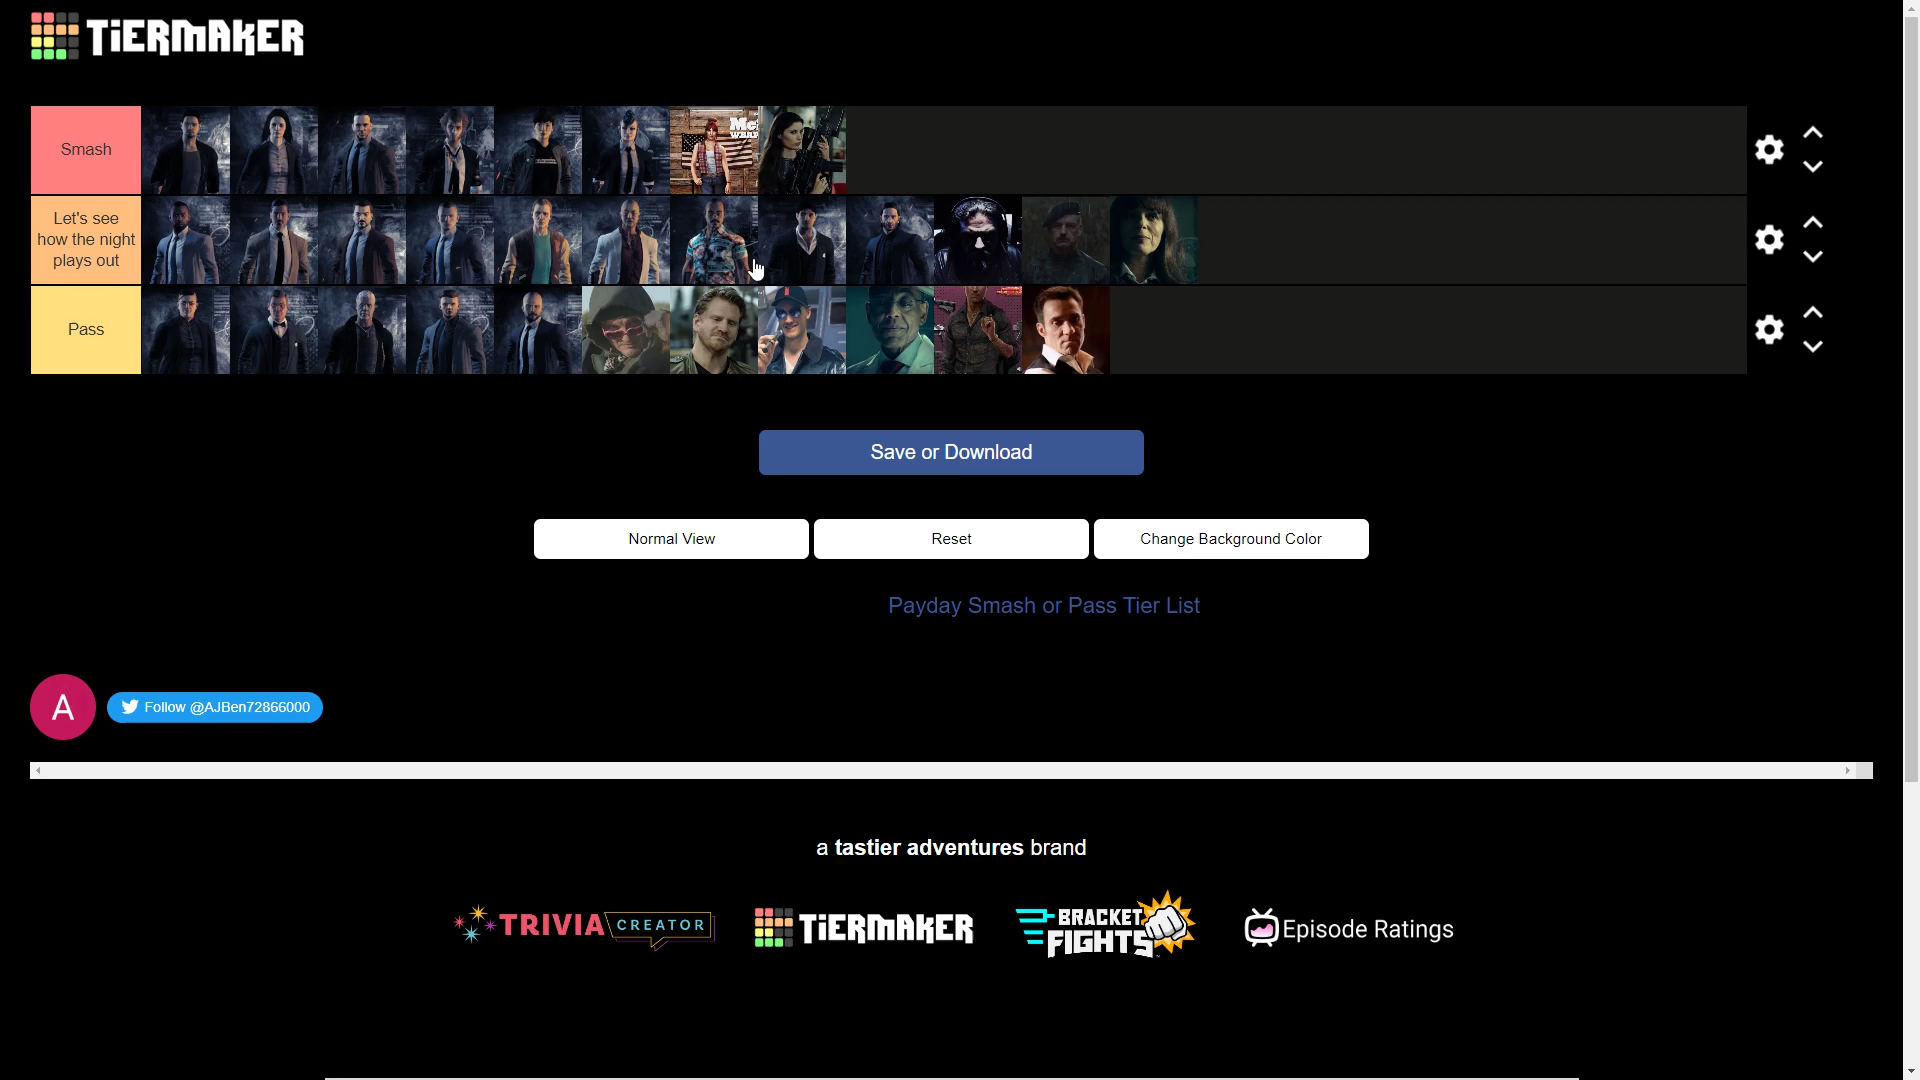 TiERMAKER
Smash
Let's see
how the night
plays out
Pass
Save or Download
Normal View
Reset
Change Background Color
Payday Smash or Pass Tier List
A
Follow @AJBen72866000
a tastier adventures brand
TRIVIA CREATOR
TiERMAKER
BRACKET
FIGHTS
Episode Ratings